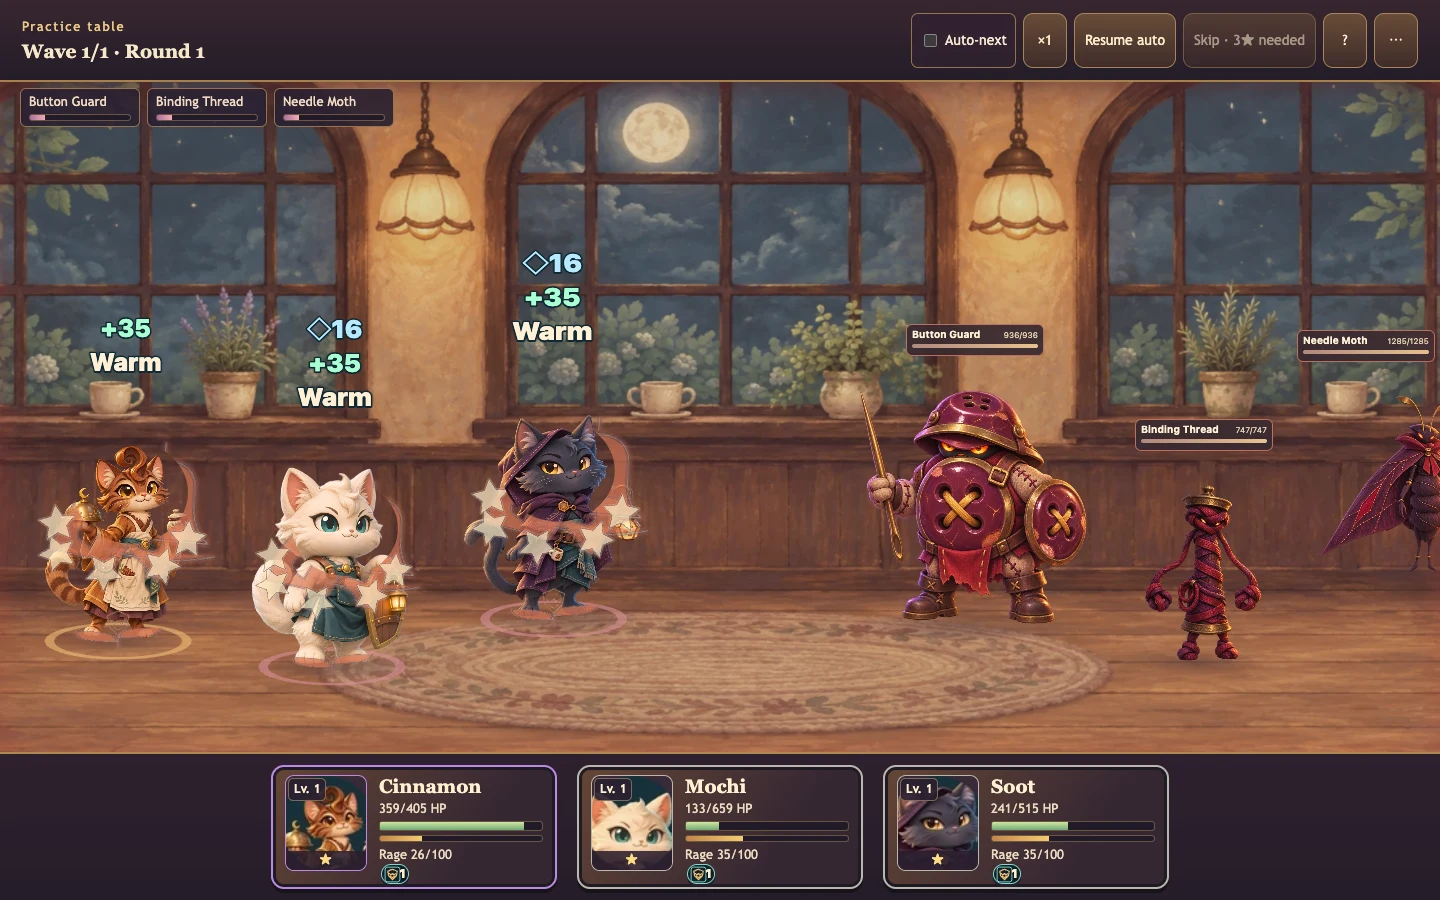 Practice table
Wave 1/1 · Round 1
Auto-next
×1
Resume auto
Skip · 3★ needed
?
···
Button Guard
Binding Thread
Needle Moth
◇16
+35
Warm
+35
Warm
◇16
+35
Warm
Button Guard 936/936
Needle Moth 1285/1285
Binding Thread 747/747
Lv. 1
Cinnamon
359/405 HP
Rage 26/100
1
Lv. 1
Mochi
133/659 HP
Rage 35/100
1
Lv. 1
Soot
241/515 HP
Rage 35/100
1